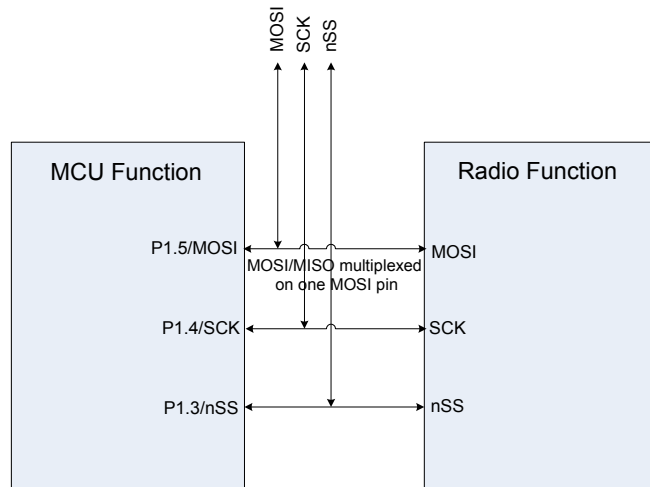 MOSI
SCK
nSS
MCU Function
Radio Function
P1.5/MOSI
MOSI
MOSI/MISO multiplexed
on one MOSI pin
P1.4/SCK
SCK
P1.3/nSS
nSS